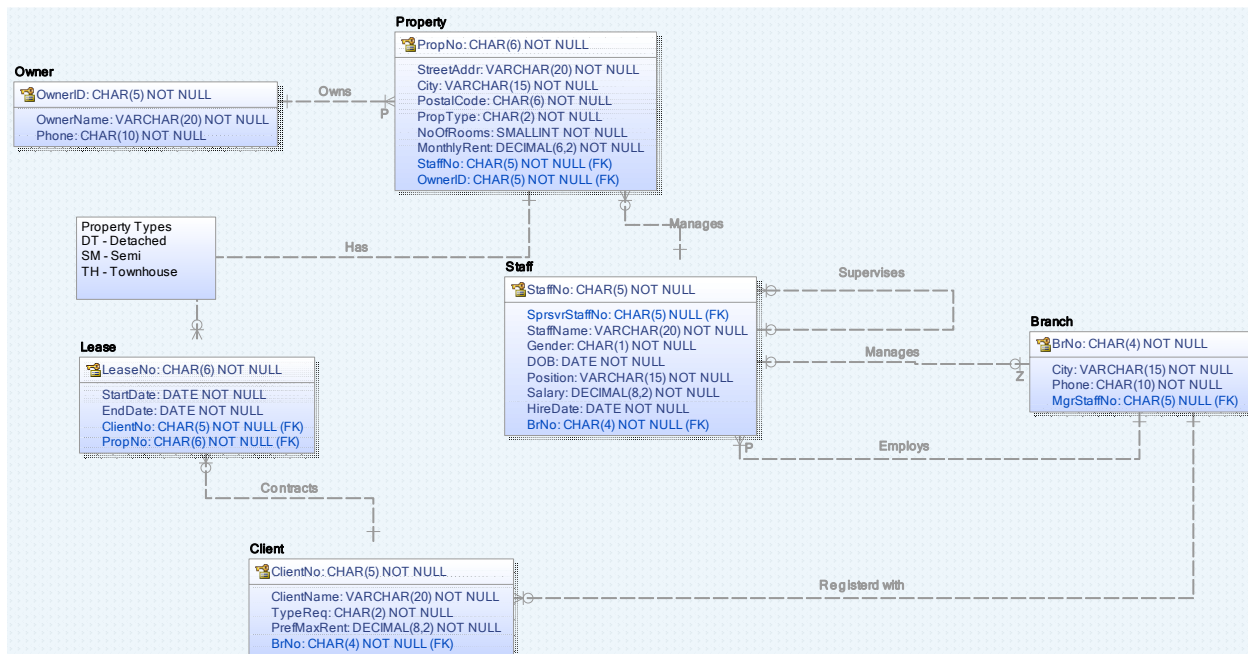 Property
PropNo: CHAR(6) NOT NULL
StreetAddr: VARCHAR(20) NOT NULL
City: VARCHAR(15) NOT NULL
PostalCode: CHAR(6) NOT NULL
PropType: CHAR(2) NOT NULL
NoOfRooms: SMALLINT NOT NULL
MonthlyRent: DECIMAL(6,2) NOT NULL
StaffNo: CHAR(5) NOT NULL (FK)
OwnerID: CHAR(5) NOT NULL (FK)
Owner
OwnerID: CHAR(5) NOT NULL
OwnerName: VARCHAR(20) NOT NULL
Phone: CHAR(10) NOT NULL
Owns
P
Property Types
DT - Detached
SM - Semi
TH - Townhouse
Has
Manages
Staff
StaffNo: CHAR(5) NOT NULL
SprsvrStaffNo: CHAR(5) NULL (FK)
StaffName: VARCHAR(20) NOT NULL
Gender: CHAR(1) NOT NULL
DOB: DATE NOT NULL
Position: VARCHAR(15) NOT NULL
Salary: DECIMAL(8,2) NOT NULL
HireDate: DATE NOT NULL
BrNo: CHAR(4) NOT NULL (FK)
Supervises
Manages
Z
Branch
BrNo: CHAR(4) NOT NULL
City: VARCHAR(15) NOT NULL
Phone: CHAR(10) NOT NULL
MgrStaffNo: CHAR(5) NULL (FK)
P
Employs
Lease
LeaseNo: CHAR(6) NOT NULL
StartDate: DATE NOT NULL
EndDate: DATE NOT NULL
ClientNo: CHAR(5) NOT NULL (FK)
PropNo: CHAR(6) NOT NULL (FK)
Contracts
Client
ClientNo: CHAR(5) NOT NULL
ClientName: VARCHAR(20) NOT NULL
TypeReq: CHAR(2) NOT NULL
PrefMaxRent: DECIMAL(8,2) NOT NULL
BrNo: CHAR(4) NOT NULL (FK)
Registerd with